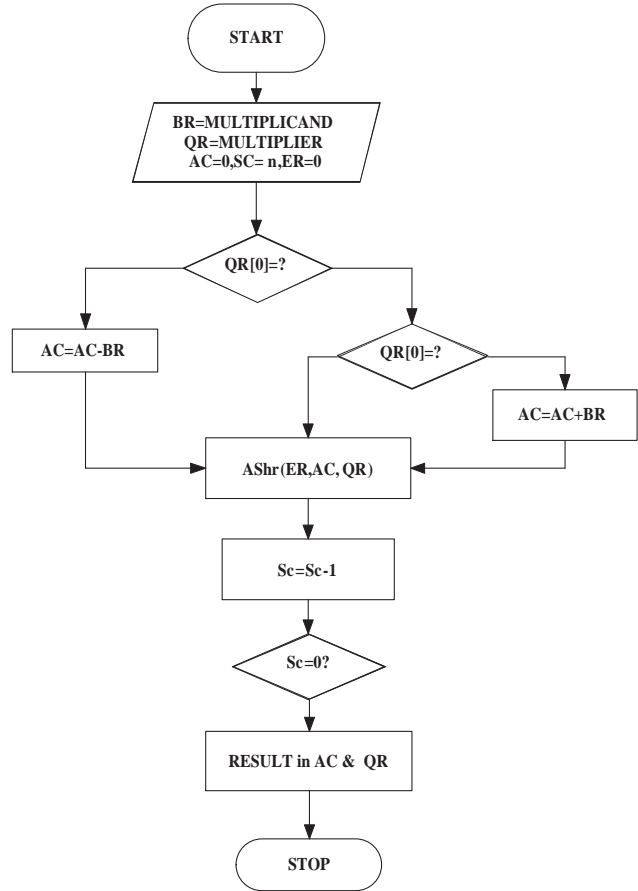 START
BR=MULTIPLICAND
QR=MULTIPLIER
AC=0,SC= n,ER=0
QR[0]=?
AC=AC-BR
QR[0]=?
AC=AC+BR
AShr(ER,AC, QR)
Sc=Sc-1
Sc=0?
RESULT in AC & QR
STOP